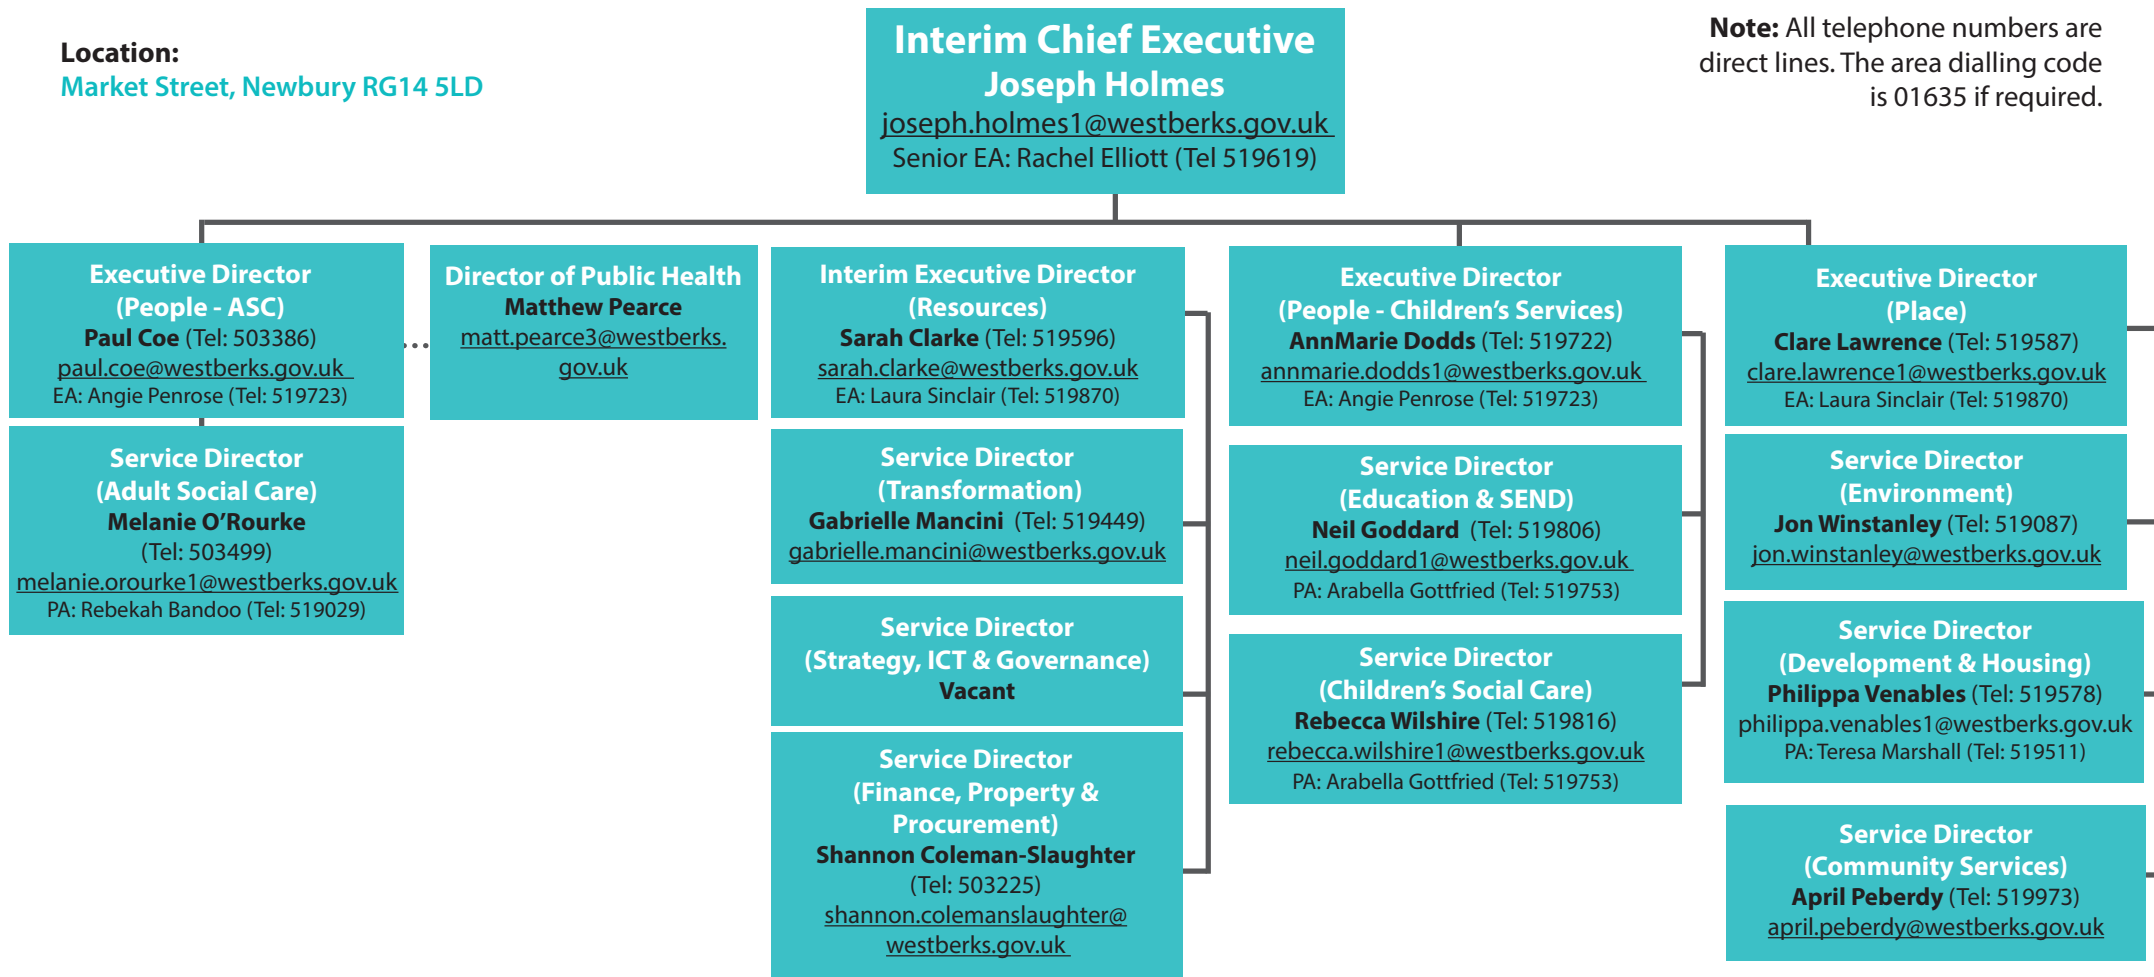 Location:
Market Street, Newbury RG14 5LD
Interim Chief Executive
Joseph Holmes
joseph.holmes1@westberks.gov.uk
Senior EA: Rachel Elliott (Tel 519619)
Note: All telephone numbers are
direct lines. The area dialling code
is 01635 if required.
Executive Director
(People - ASC)
Paul Coe (Tel: 503386)
paul.coe@westberks.gov.uk
EA: Angie Penrose (Tel: 519723)
Service Director
(Adult Social Care)
Melanie O’Rourke
(Tel: 503499)
melanie.orourke1@westberks.gov.uk
PA: Rebekah Bandoo (Tel: 519029)
Director of Public Health
Matthew Pearce
matt.pearce3@westberks.
gov.uk
Interim Executive Director
(Resources)
Sarah Clarke (Tel: 519596)
sarah.clarke@westberks.gov.uk
EA: Laura Sinclair (Tel: 519870)
Service Director
(Transformation)
Gabrielle Mancini (Tel: 519449)
gabrielle.mancini@westberks.gov.uk
Service Director
(Strategy, ICT & Governance)
Vacant
Service Director
(Finance, Property &
Procurement)
Shannon Coleman-Slaughter
(Tel: 503225)
shannon.colemanslaughter@
westberks.gov.uk
Executive Director
(People - Children’s Services)
AnnMarie Dodds (Tel: 519722)
annmarie.dodds1@westberks.gov.uk
EA: Angie Penrose (Tel: 519723)
Service Director
(Education & SEND)
Neil Goddard (Tel: 519806)
neil.goddard1@westberks.gov.uk
PA: Arabella Gottfried (Tel: 519753)
Service Director
(Children’s Social Care)
Rebecca Wilshire (Tel: 519816)
rebecca.wilshire1@westberks.gov.uk
PA: Arabella Gottfried (Tel: 519753)
Executive Director
(Place)
Clare Lawrence (Tel: 519587)
clare.lawrence1@westberks.gov.uk
EA: Laura Sinclair (Tel: 519870)
Service Director
(Environment)
Jon Winstanley (Tel: 519087)
jon.winstanley@westberks.gov.uk
Service Director
(Development & Housing)
Philippa Venables (Tel: 519578)
philippa.venables1@westberks.gov.uk
PA: Teresa Marshall (Tel: 519511)
Service Director
(Community Services)
April Peberdy (Tel: 519973)
april.peberdy@westberks.gov.uk